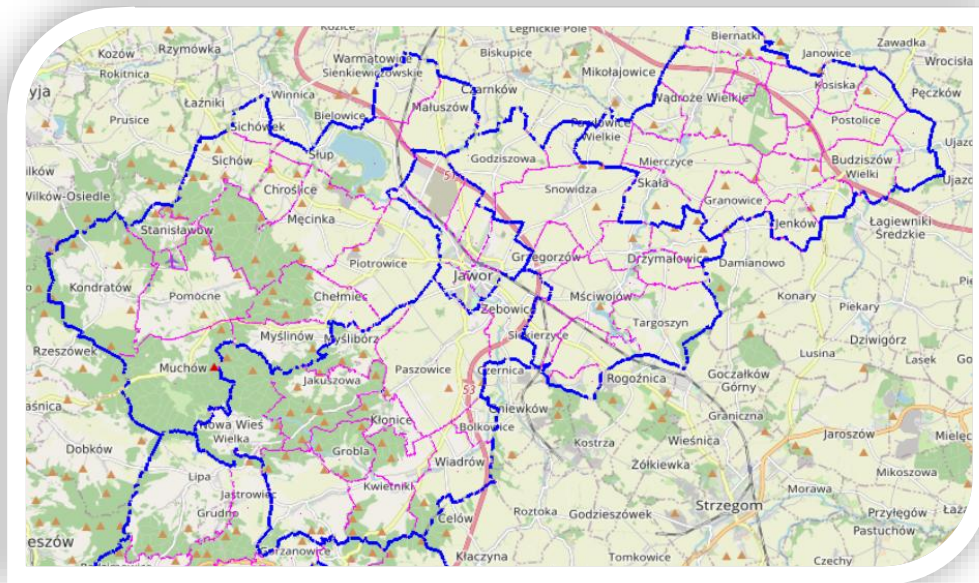 Legnickie Pole
Biernatki
Kozów
Rzymówka
Warmątowice
Sienkiewiczowskie
Biskupice
Janowice
Zawadka
Rokitnica
Mikołajowice
Kosiska
Wrocisła
Winnica
Czarnków
Pęczków
Łaźniki
Małuszów
Wądroże Wielkie
Prusice
Bielowice
Wielkie
Postolice
Sichówek
Słup
Godziszowa
Mierczyce
Budziszów
Wielki
Sichów
Skała
Wilków-Osiedle
Chroślice
Snowidza
Granowice
Męcinka
Jenków
Łagiewniki
Średzkie
Stanisławów
Grzegorzów
Drzymałowice
Damianowo
Piotrowice
Jawor
Kondratów
Pomocne
Chełmiec
Mściwojów
Konary
Zębowice
Piekary
Targoszyn
Myślinów
Myślibórz
Siekierzyce
Dziwigórz
Rzeszówek
Lusina
Lasek
Muchów
Paszowice
Czernica
Goczałków
Górny
Jakuszowa
Rogoźnica
53
Kłonice
Gniewków
Graniczna
Nowa Wieś
Wielka
Bolkowice
Jaroszów
Dobków
Grobla
Kostrza
Wieśnica
Wiadrów
Żółkiewka
Mikoszowa
Lipa
Kwietniki
Jastrowiec
Morawa
Strzegom
Grudno
Roztoka
Godzieszówek
Przyłęgów
Celów
Pastuchów
Kłaczyna
Tomkowice
Czechy